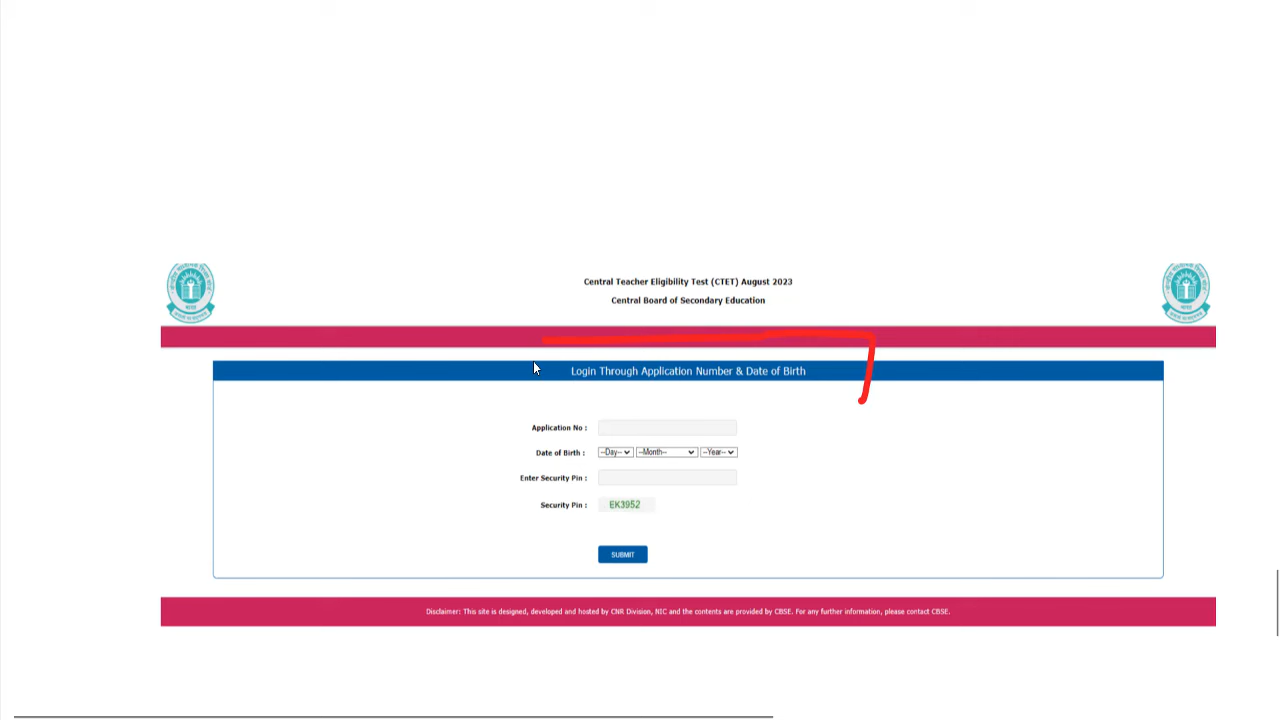 Central Teacher Eligibility Test (CTET) August 2023
Central Board of Secondary Education
Login Through Application Number & Date of Birth
Application No :
Date of Birth : --Day-- --Month-- --Year--
Enter Security Pin :
Security Pin : EK3952
SUBMIT
Disclaimer: This site is designed, developed and hosted by CNR Division, NIC and the contents are provided by CBSE. For any further information, please contact CBSE.